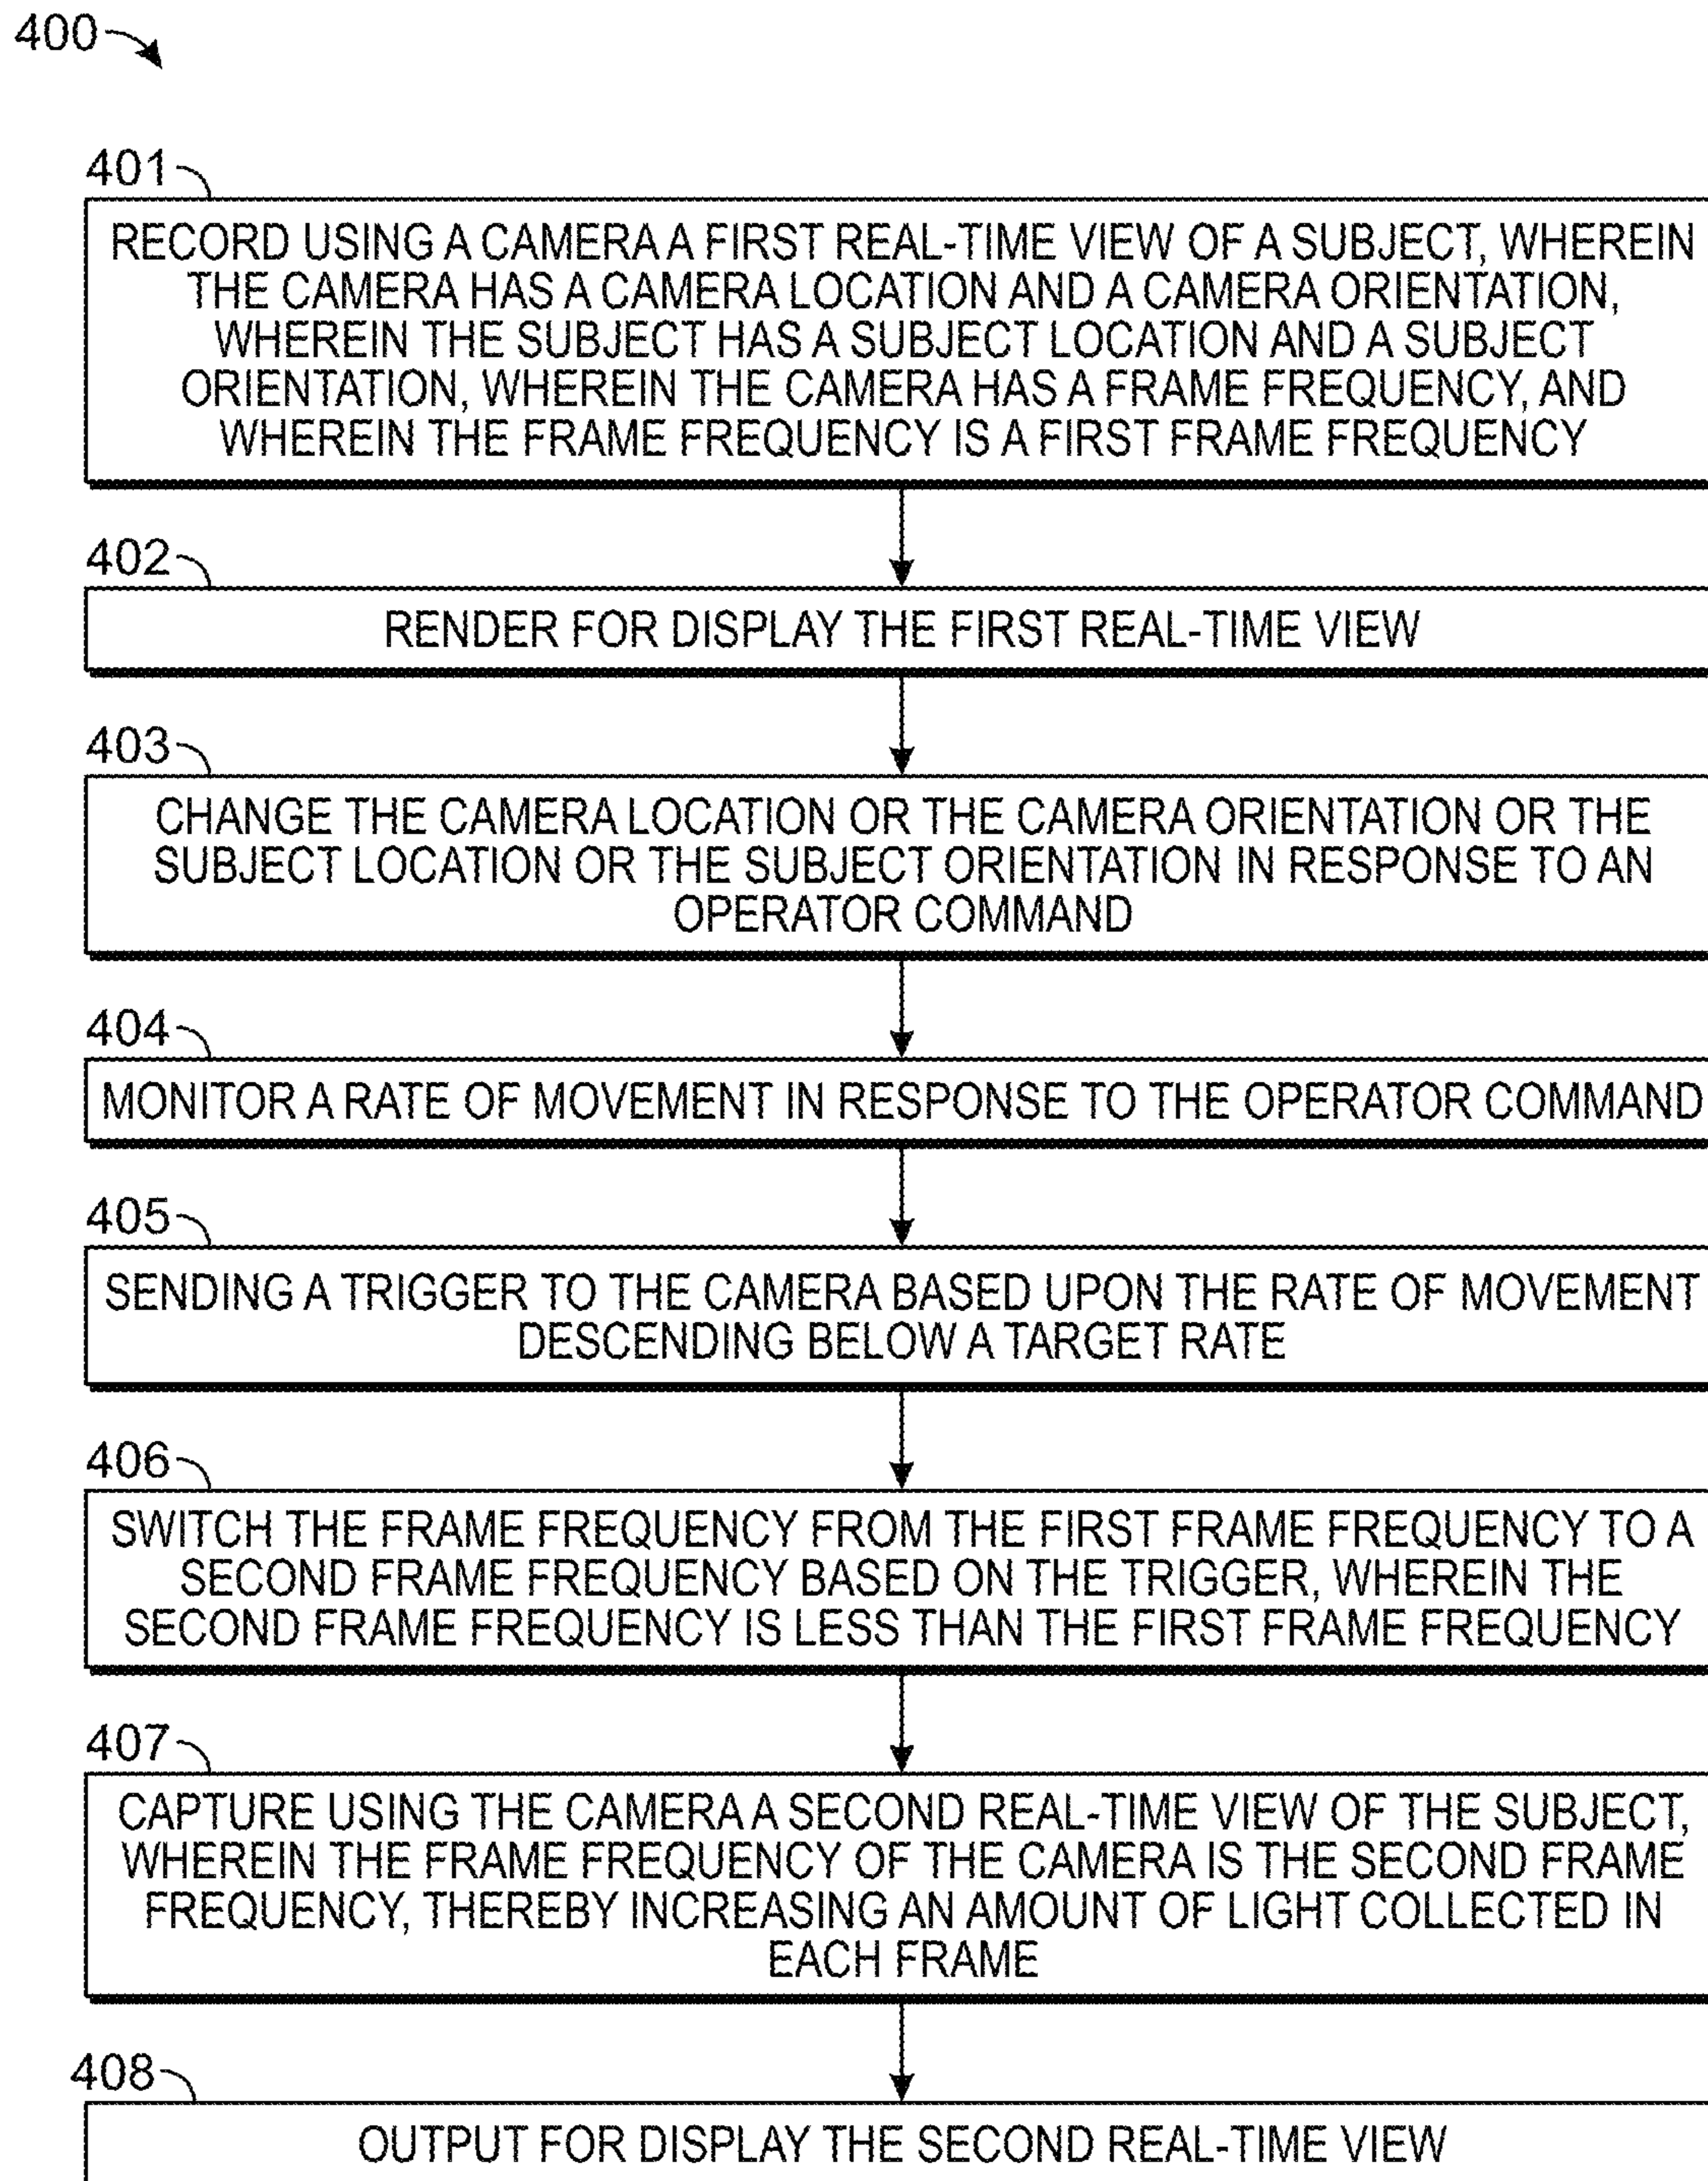 400
401
RECORD USING A CAMERA A FIRST REAL-TIME VIEW OF A SUBJECT, WHEREIN
THE CAMERA HAS A CAMERA LOCATION AND A CAMERA ORIENTATION,
WHEREIN THE SUBJECT HAS A SUBJECT LOCATION AND A SUBJECT
ORIENTATION, WHEREIN THE CAMERA HAS A FRAME FREQUENCY, AND
WHEREIN THE FRAME FREQUENCY IS A FIRST FRAME FREQUENCY
402
RENDER FOR DISPLAY THE FIRST REAL-TIME VIEW
403
CHANGE THE CAMERA LOCATION OR THE CAMERA ORIENTATION OR THE
SUBJECT LOCATION OR THE SUBJECT ORIENTATION IN RESPONSE TO AN
OPERATOR COMMAND
404
MONITOR A RATE OF MOVEMENT IN RESPONSE TO THE OPERATOR COMMAND
405
SENDING A TRIGGER TO THE CAMERA BASED UPON THE RATE OF MOVEMENT
DESCENDING BELOW A TARGET RATE
406
SWITCH THE FRAME FREQUENCY FROM THE FIRST FRAME FREQUENCY TO A
SECOND FRAME FREQUENCY BASED ON THE TRIGGER, WHEREIN THE
SECOND FRAME FREQUENCY IS LESS THAN THE FIRST FRAME FREQUENCY
407
CAPTURE USING THE CAMERA A SECOND REAL-TIME VIEW OF THE SUBJECT,
WHEREIN THE FRAME FREQUENCY OF THE CAMERA IS THE SECOND FRAME
FREQUENCY, THEREBY INCREASING AN AMOUNT OF LIGHT COLLECTED IN
EACH FRAME
408
OUTPUT FOR DISPLAY THE SECOND REAL-TIME VIEW